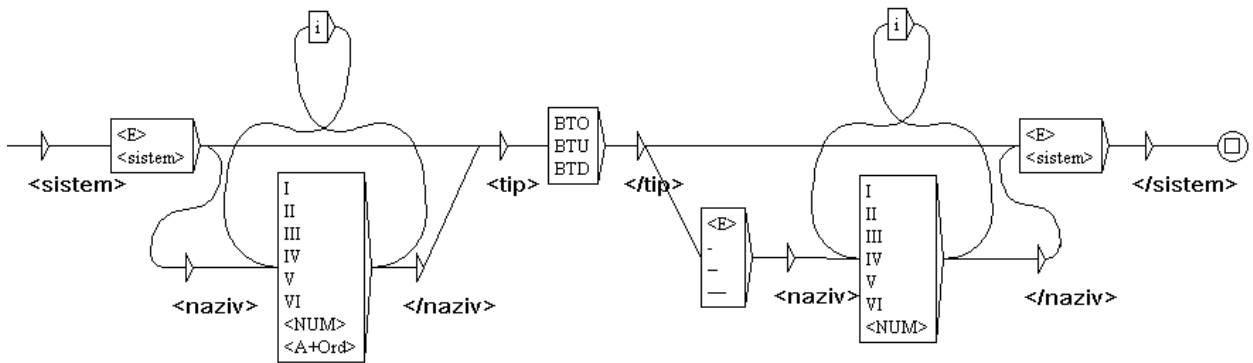 <sistem>
<E>
<sistem>
i
<naziv>
I
II
III
IV
V
VI
<NUM>
<A+Ord>
</naziv>
<tip>
BTO
BTU
BTD
</tip>
<E>
-
–
—
<naziv>
i
I
II
III
IV
V
VI
<NUM>
</naziv>
<E>
<sistem>
</sistem>